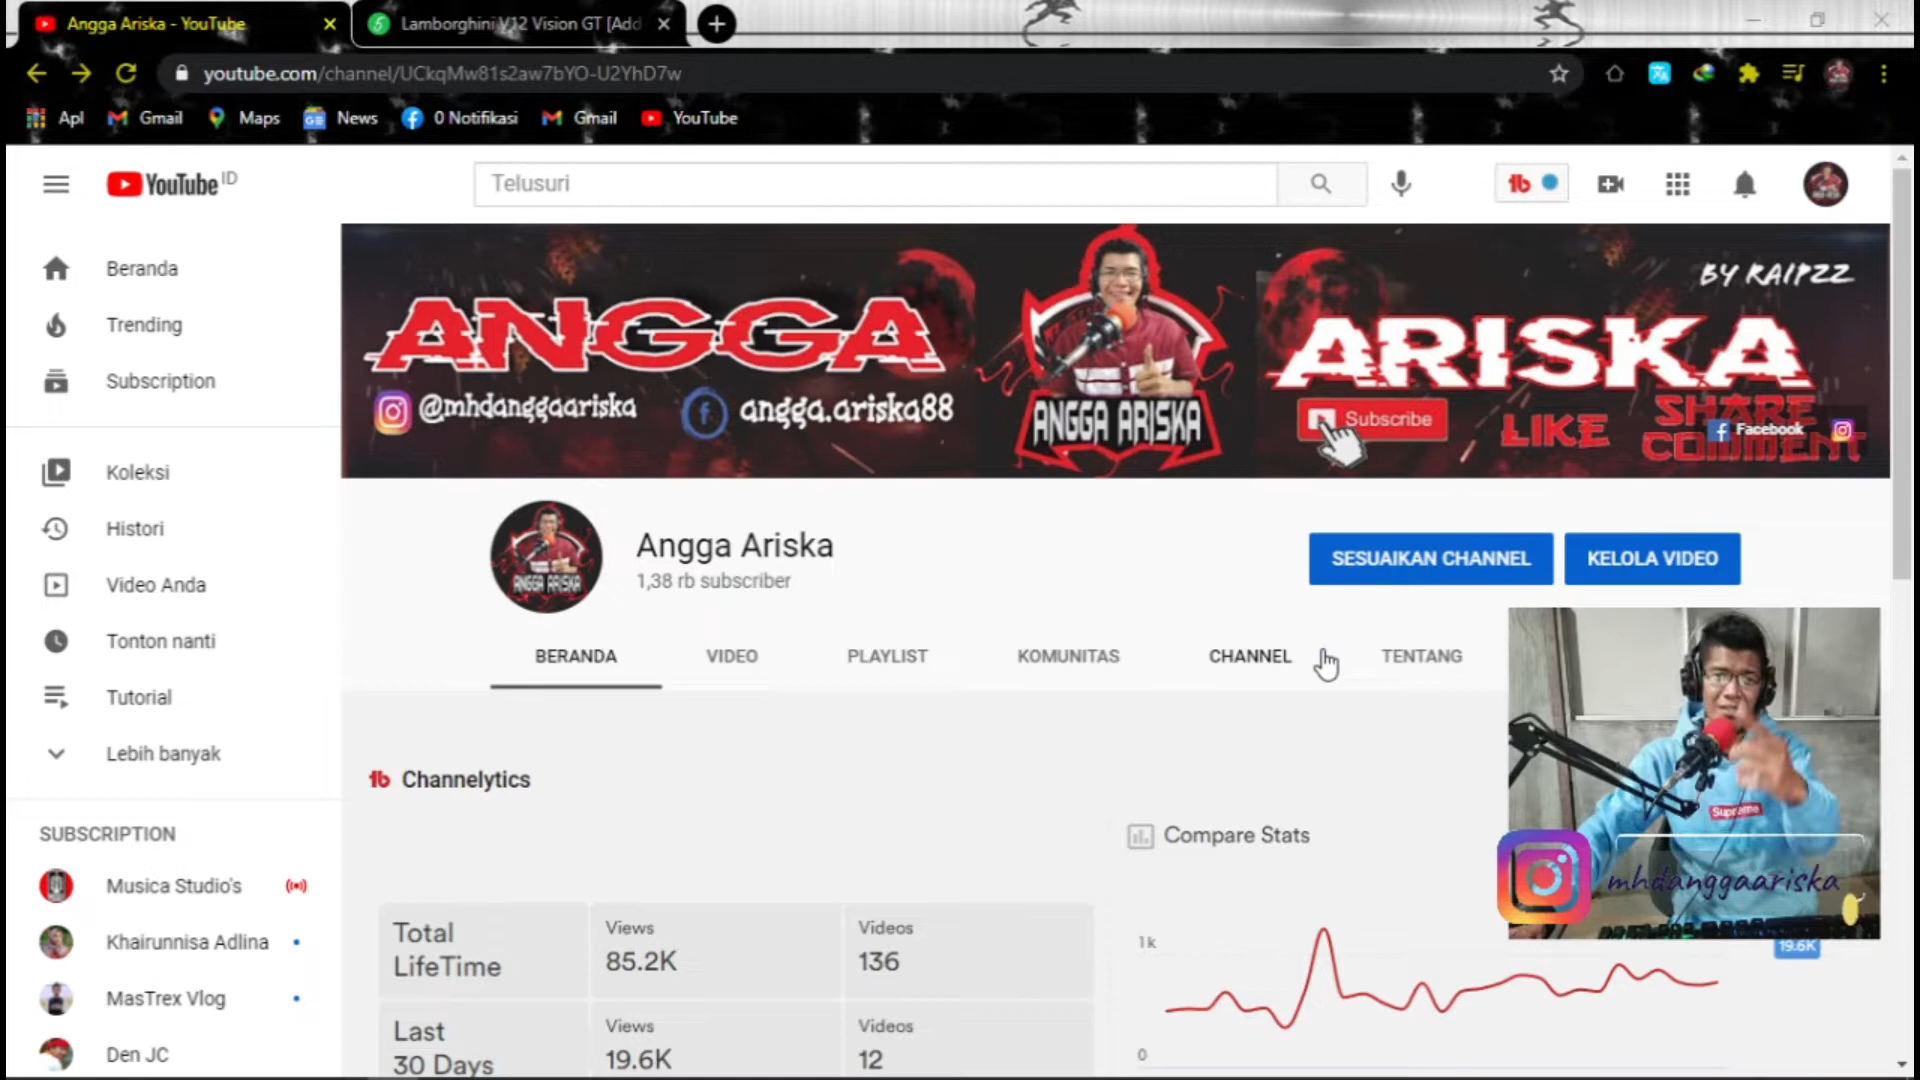 Angga Ariska - YouTube
Lamborghini V12 Vision GT [Add
youtube.com/channel/UCkqMw81s2aw7bYO-U2YhD7w
Apl
Gmail
Maps
News
0 Notifikasi
Gmail
YouTube
YouTube ID
Telusuri
Beranda
Trending
Subscription
Koleksi
Histori
Video Anda
Tonton nanti
Tutorial
Lebih banyak
SUBSCRIPTION
Musica Studio's
Khairunnisa Adlina
MasTrex Vlog
Den JC
ANGGA
@mhdanggaariska
angga.ariska88
ANGGA ARISKA
BY RAIPZZ
ARISKA
Subscribe
LIKE
SHARE
COMMENT
Facebook
ANGGA ARISKA
Angga Ariska
1,38 rb subscriber
SESUAIKAN CHANNEL
KELOLA VIDEO
BERANDA
VIDEO
PLAYLIST
KOMUNITAS
CHANNEL
TENTANG
Channelytics
Compare Stats
Total
LifeTime
Views
85.2K
Videos
136
Last
30 Days
Views
19.6K
Videos
12
1k
0
19.6K
Supreme
mhdanggaariska